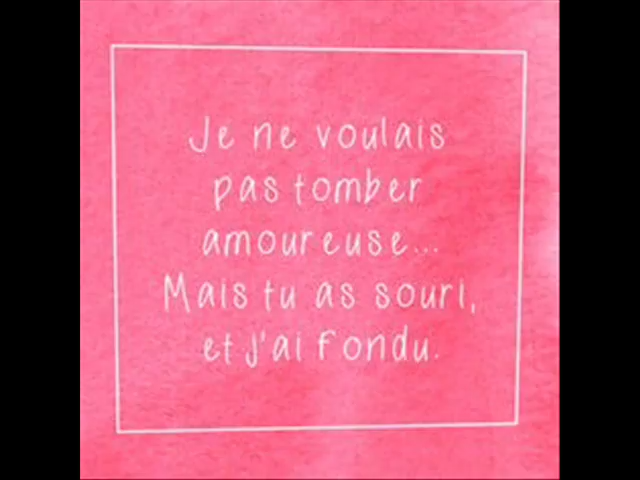 Je ne voulais
pas tomber
amoureuse...
Mais tu as souri,
et j'ai fondu.